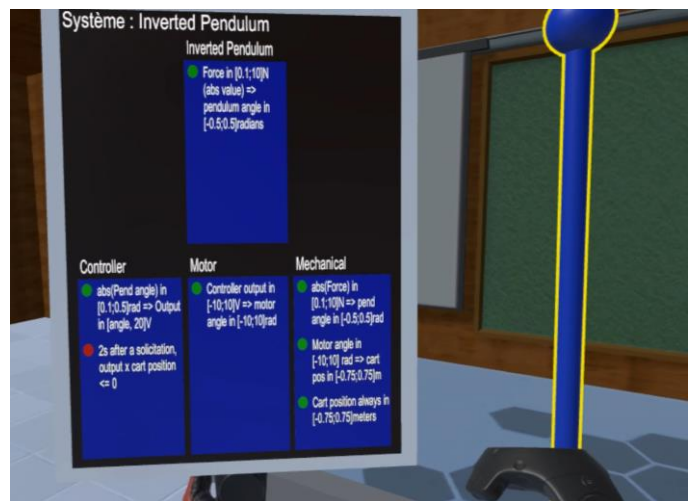 Système : Inverted Pendulum
Inverted Pendulum
Force in [0.1;10]N
(abs value) =>
pendulum angle in
[-0.5;0.5]radians
Controller
abs(Pend angle) in
[0.1;0.5]rad => Output
in [angle, 20]V
2s after a solicitation,
output x cart position
<= 0
Motor
Controller output in
[-10;10]V => motor
angle in [-10;10]rad
Mechanical
abs(Force) in
[0.1;10]N => pend
angle in [-0.5;0.5]rad
Motor angle in
[-10;10] rad => cart
pos in [-0.75;0.75]m
Cart position always in
[-0.75;0.75]meters